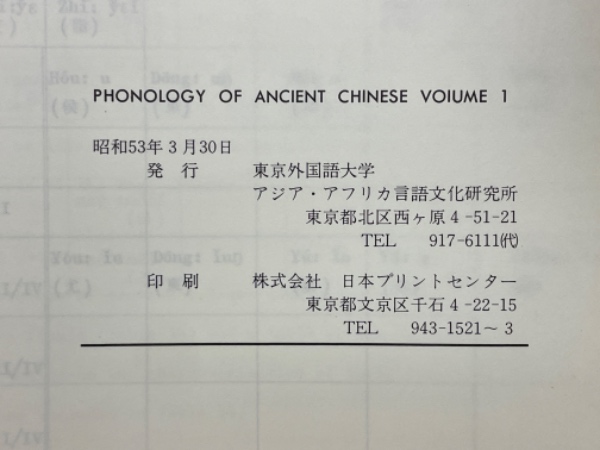 PHONOLOGY OF ANCIENT CHINESE VOIUME 1
昭和53年3月30日
発行 東京外国語大学
アジア・アフリカ言語文化研究所
東京都北区西ヶ原4-51-21
TEL 917-6111㈹
印刷 株式会社 日本プリントセンター
東京都文京区千石4-22-15
TEL 943-1521～3